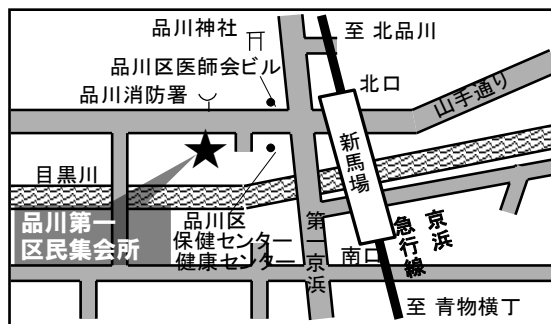 品川神社
至 北品川
品川区医師会ビル
北口
品川消防署
山手通り
新馬場
目黒川
品川第一
区民集会所
品川区
保健センター
健康センター
第一京浜
南口
京浜
急行線
至 青物横丁